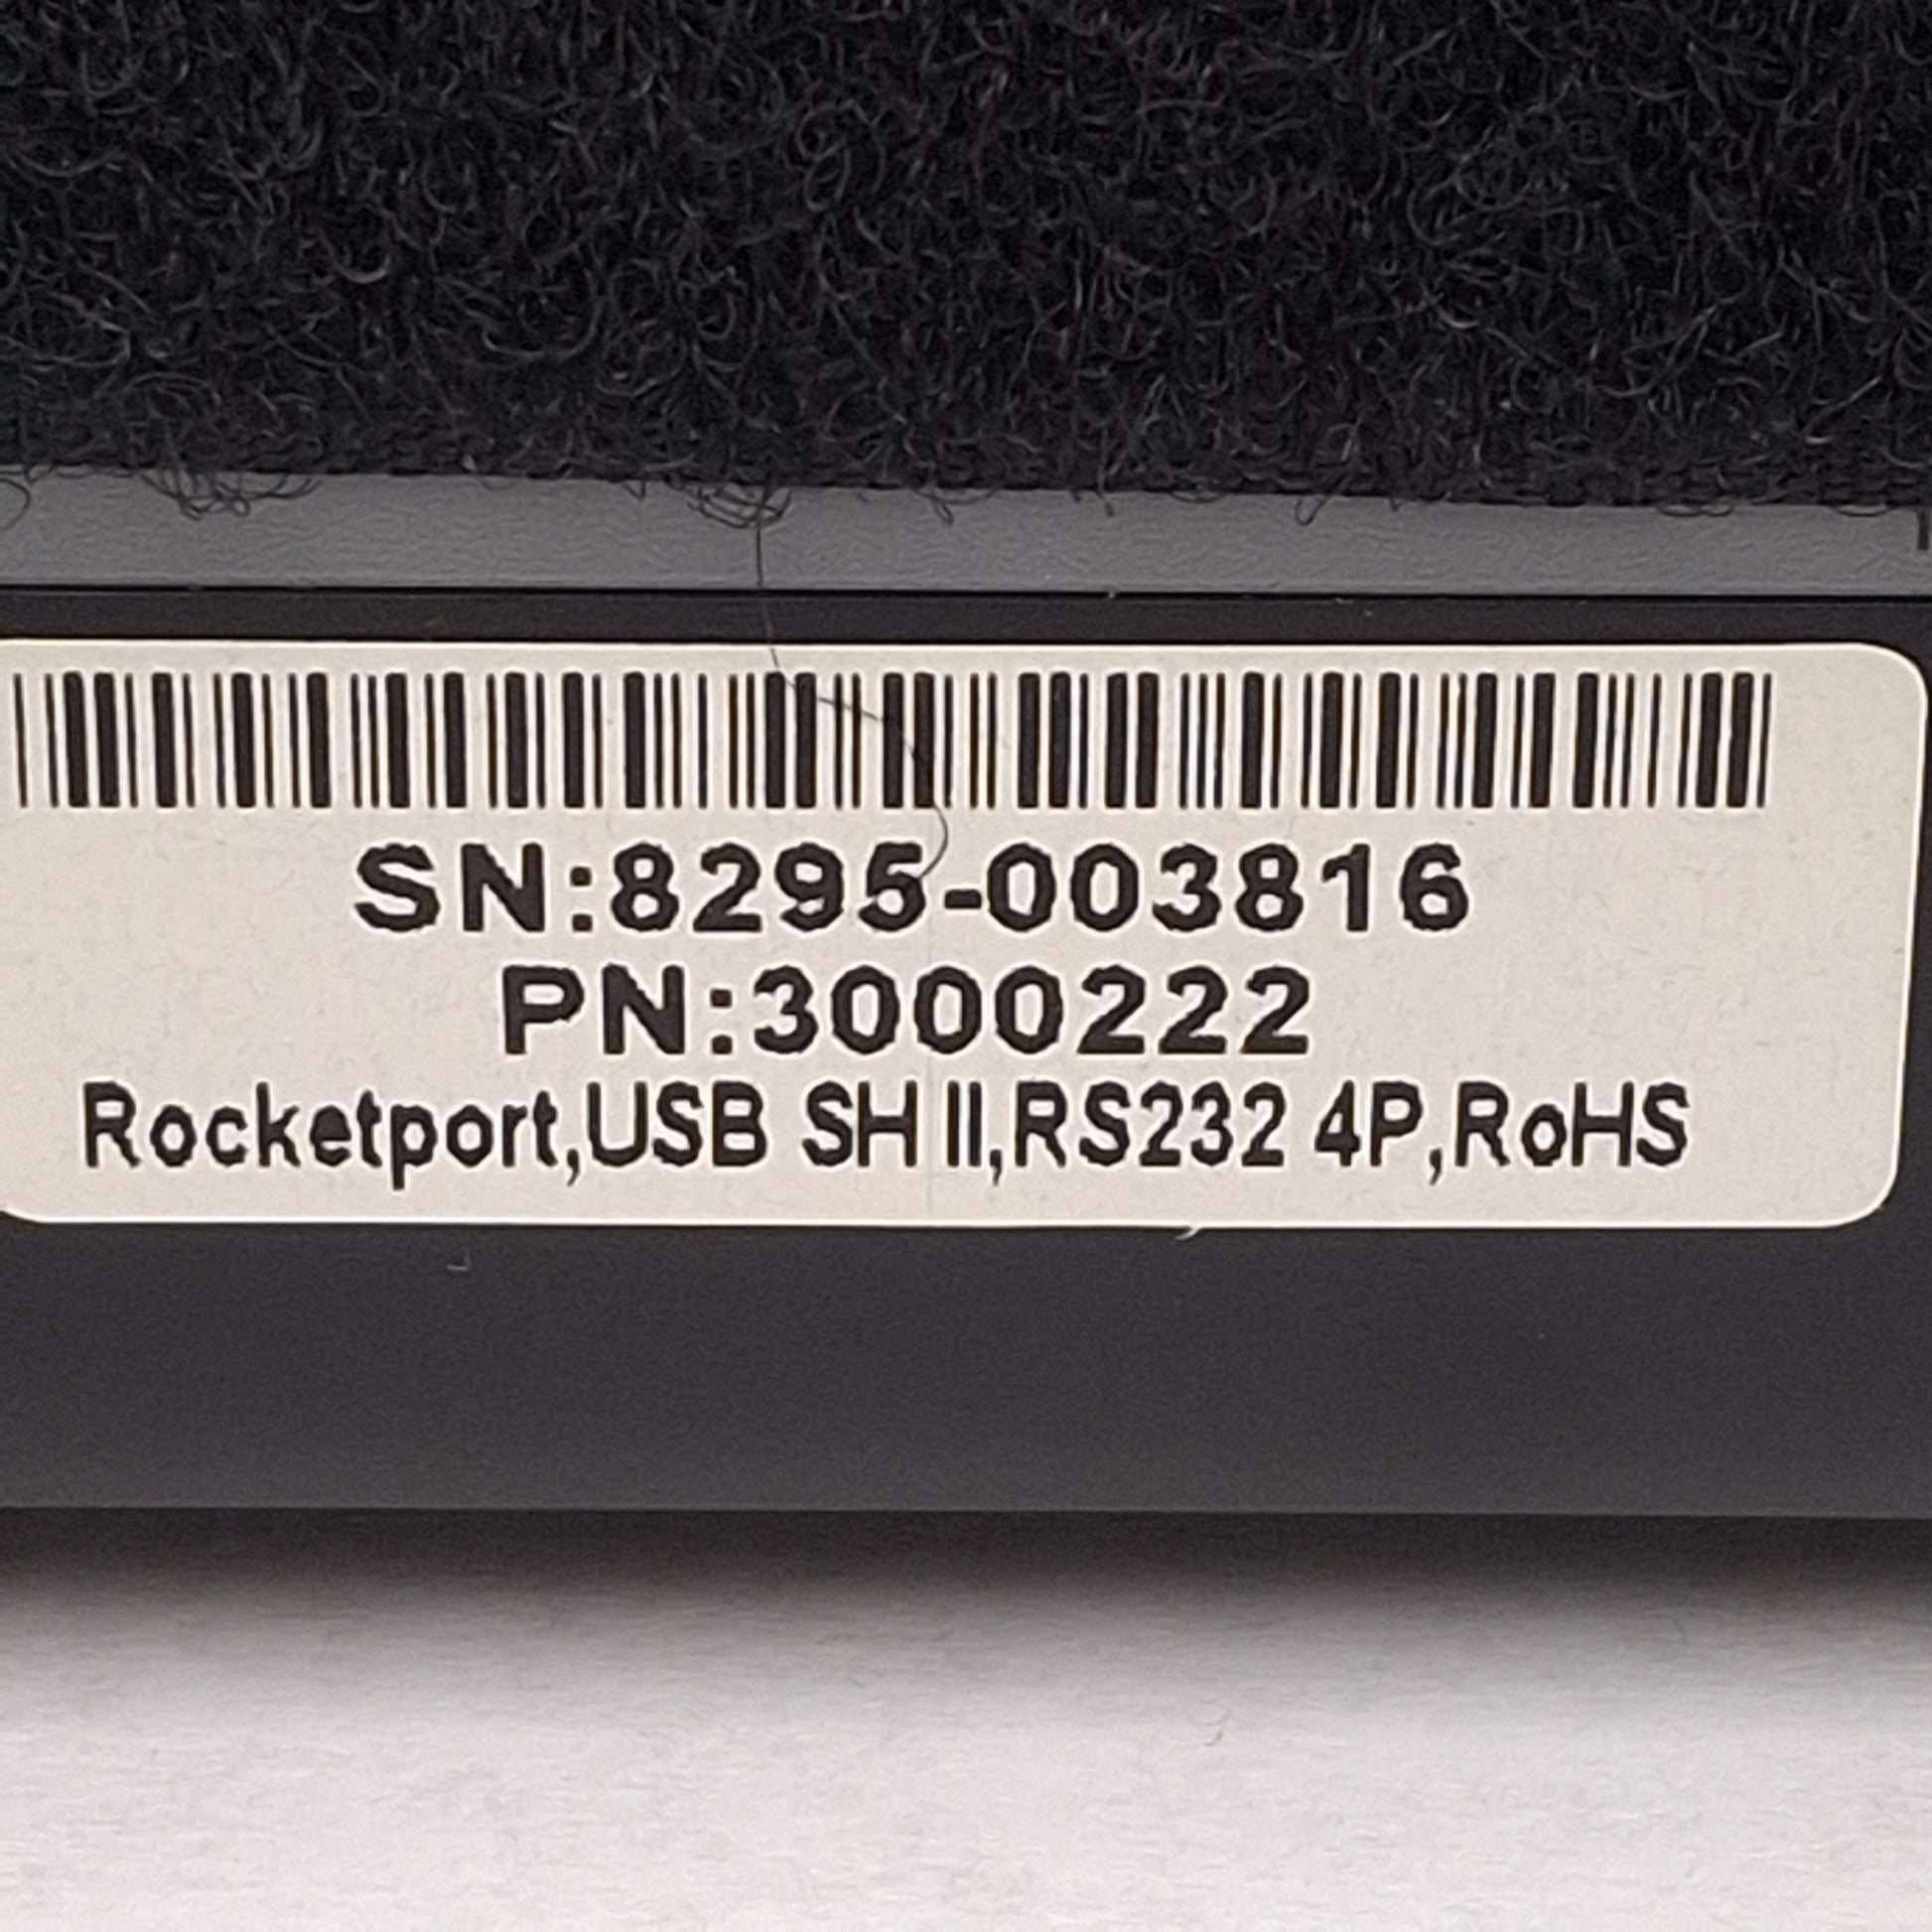 SN:8295-003816
PN:3000222
Rocketport,USB SH II,RS232 4P,RoHS